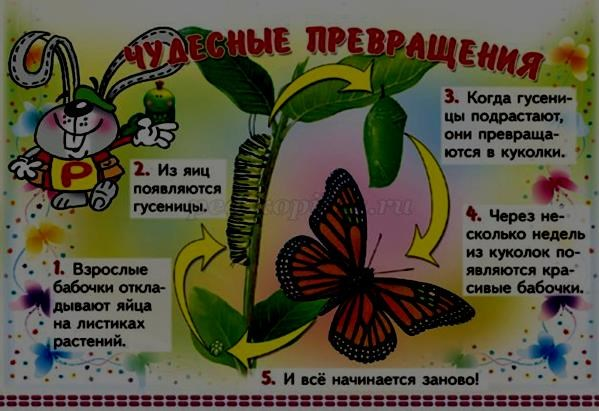 ЧУДЕСНЫЕ ПРЕВРАЩЕНИЯ
3. Когда гусени-
цы подрастают,
они превраща-
ются в куколки.
Р
2. Из яиц
появляются
гусеницы.
4. Через не-
сколько недель
из куколок по-
являются кра-
сивые бабочки.
1. Взрослые
бабочки откла-
дывают яйца
на листиках
растений.
5. И всё начинается заново!